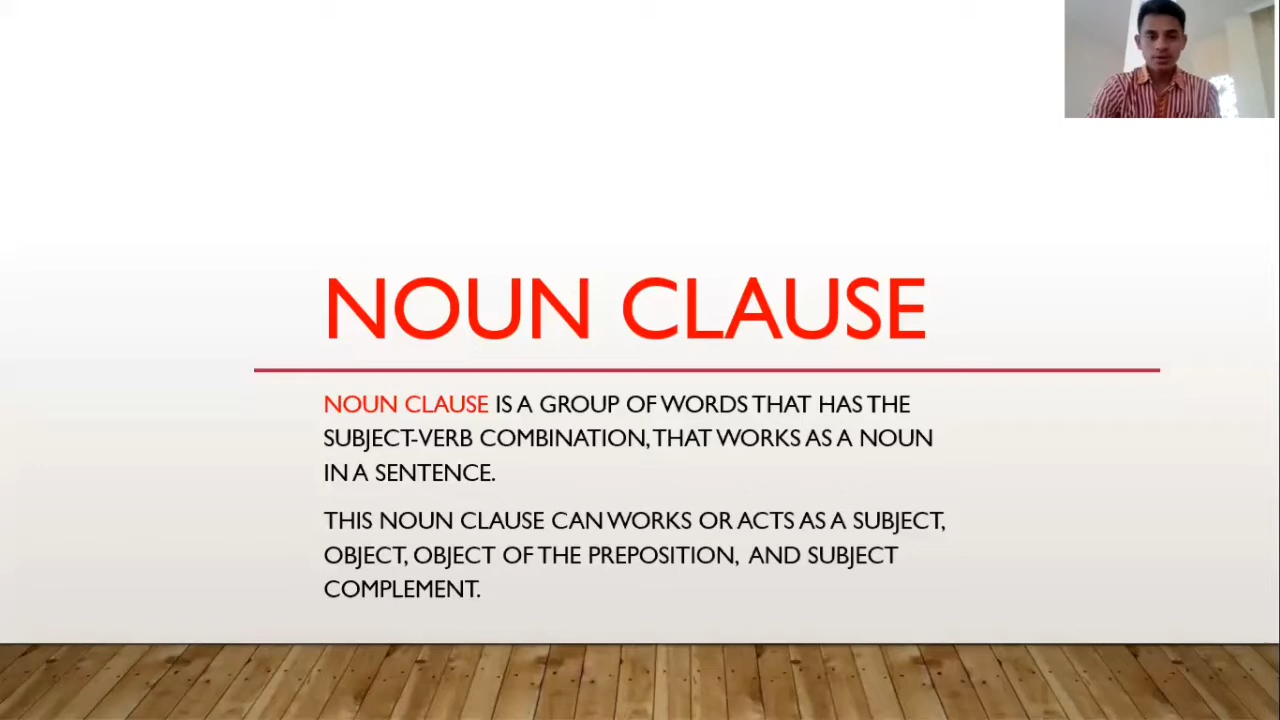 NOUN CLAUSE
NOUN CLAUSE IS A GROUP OF WORDS THAT HAS THE
SUBJECT-VERB COMBINATION, THAT WORKS AS A NOUN
IN A SENTENCE.
THIS NOUN CLAUSE CAN WORKS OR ACTS AS A SUBJECT,
OBJECT, OBJECT OF THE PREPOSITION, AND SUBJECT
COMPLEMENT.